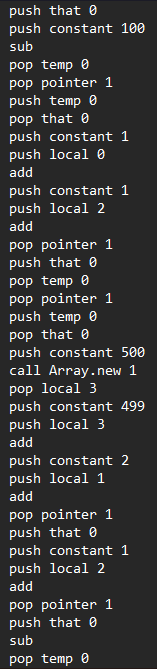 push that 0
push constant 100
sub
pop temp 0
pop pointer 1
push temp 0
pop that 0
push constant 1
push local 0
add
push constant 1
push local 2
add
pop pointer 1
push that 0
pop temp 0
pop pointer 1
push temp 0
pop that 0
push constant 500
call Array.new 1
pop local 3
push constant 499
push local 3
add
push constant 2
push local 1
add
pop pointer 1
push that 0
push constant 1
push local 2
add
pop pointer 1
push that 0
sub
pop temp 0